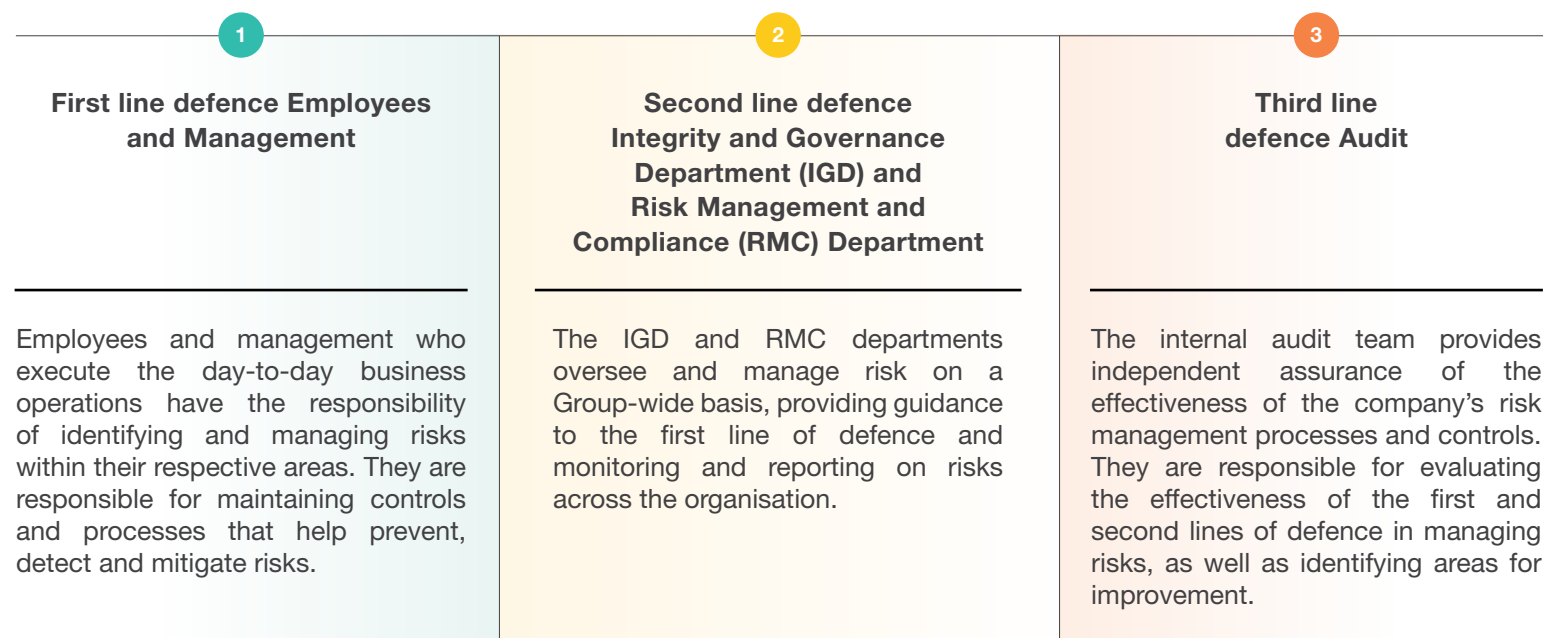 1
First line defence Employees
and Management
Employees and management who
execute the day-to-day business
operations have the responsibility
of identifying and managing risks
within their respective areas. They are
responsible for maintaining controls
and processes that help prevent,
detect and mitigate risks.
2
Second line defence
Integrity and Governance
Department (IGD) and
Risk Management and
Compliance (RMC) Department
The IGD and RMC departments
oversee and manage risk on a
Group-wide basis, providing guidance
to the first line of defence and
monitoring and reporting on risks
across the organisation.
3
Third line
defence Audit
The internal audit team provides
independent assurance of the
effectiveness of the company’s risk
management processes and controls.
They are responsible for evaluating
the effectiveness of the first and
second lines of defence in managing
risks, as well as identifying areas for
improvement.